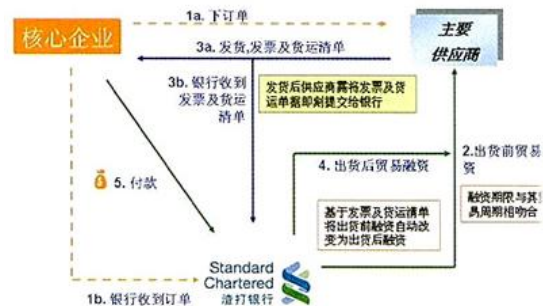 1a. 下订单
核心企业
主要
供应商
3a. 发货,发票及货运清单
3b. 银行收到
发票及货运
清单
发货后供应商需将发票及货
运单据即刻提交给银行
2.出货前贸易
资
4. 出货后贸易融资
5. 付款
基于发票及货运清单
将出货前融资自动改
变为出货后融资
融资期限与其
易周期相吻合
Standard
Chartered
渣打银行
1b. 银行收到订单